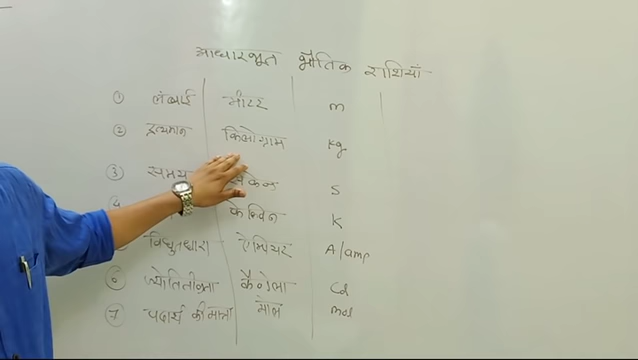 आधारभूत भौतिक राशियाँ
① लंबाई मीटर m
② द्रव्यमान किलोग्राम kg
③ समय सेकेन्ड S
4 केल्विन K
विधुतधारा ऐम्पियर A/amp
⑥ कैण्डेला Cd
⑦ पदार्थ की मात्रा मोल mol